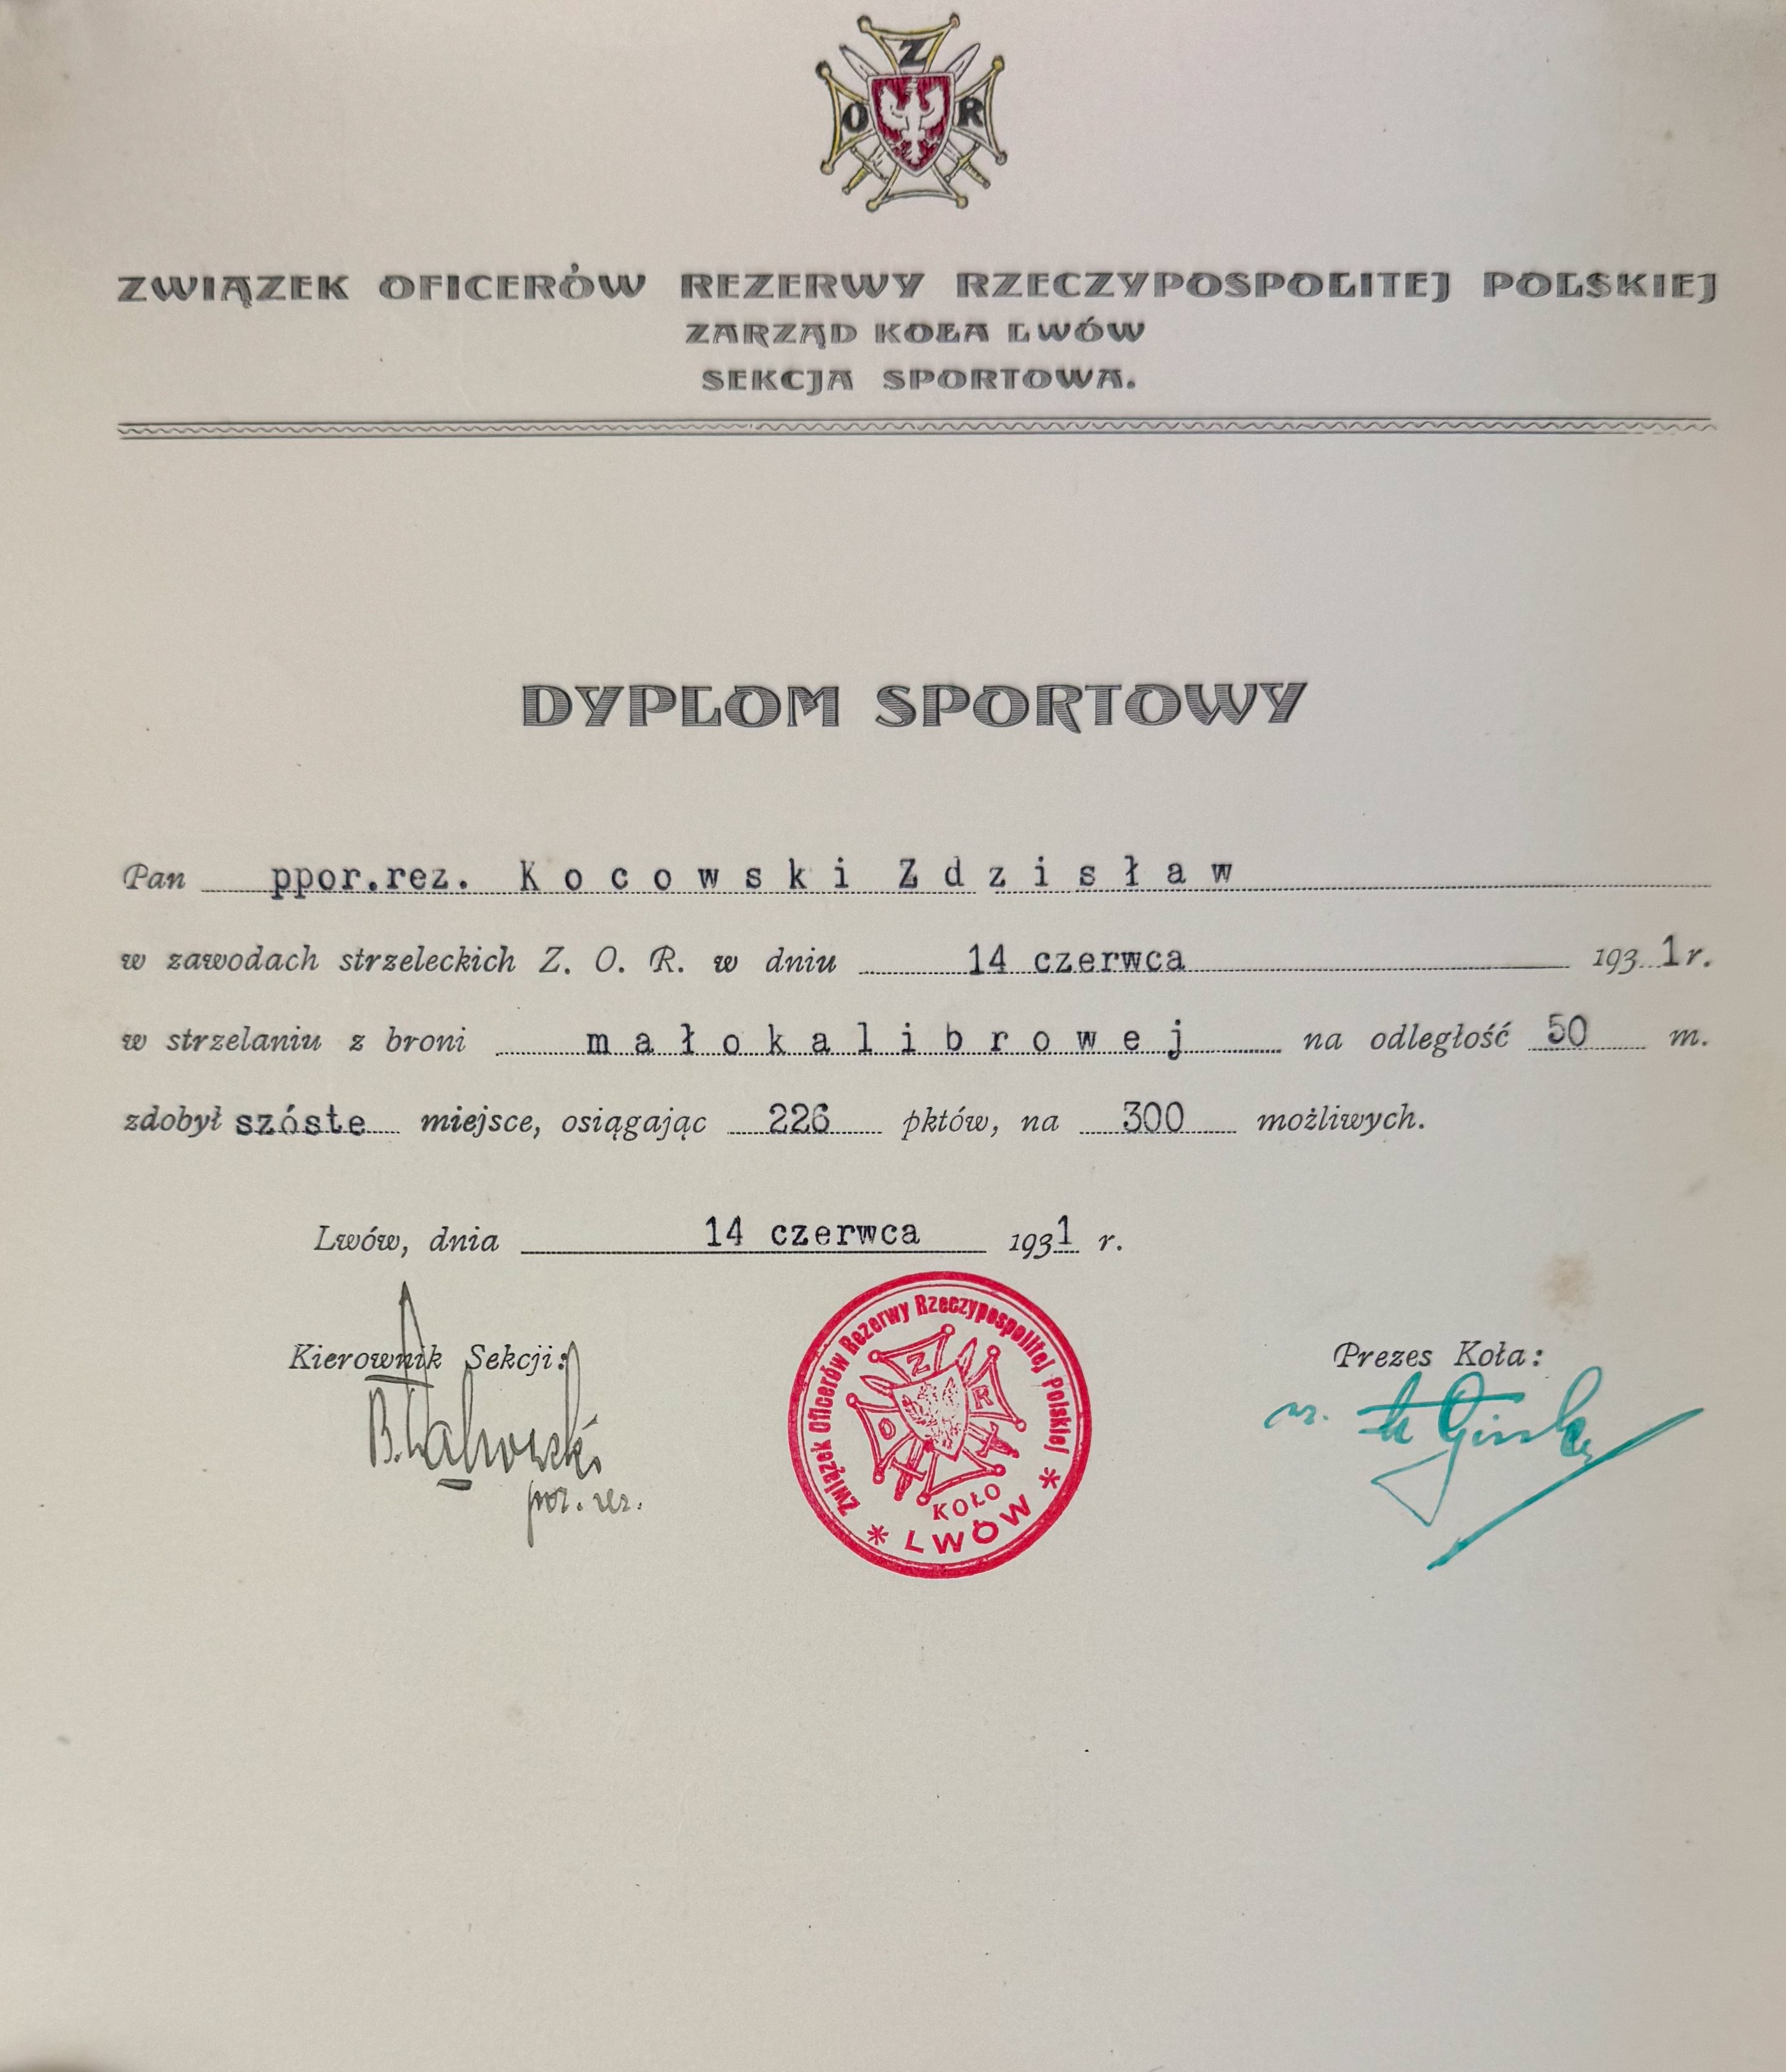 Z
O R
ZWIĄZEK OFICERÓW REZERWY RZECZYPOSPOLITEJ POLSKIEJ
ZARZĄD KOŁA LWÓW
SEKCJA SPORTOWA.
DYPLOM SPORTOWY
Pan ppor.rez. Kocowski Zdzisław
w zawodach strzeleckich Z. O. R. w dniu 14 czerwca 1931 r.
w strzelaniu z broni małokalibrowej na odległość 50 m.
zdobył szóste miejsce, osiągając 226 pktów, na 300 możliwych.
Lwów, dnia 14 czerwca 1931 r.
Kierownik Sekcji:
Prezes Koła:
por. rez.
Związek Oficerów Rezerwy Rzeczypospolitej Polskiej
Z
O R
KOŁO
* LWÓW *